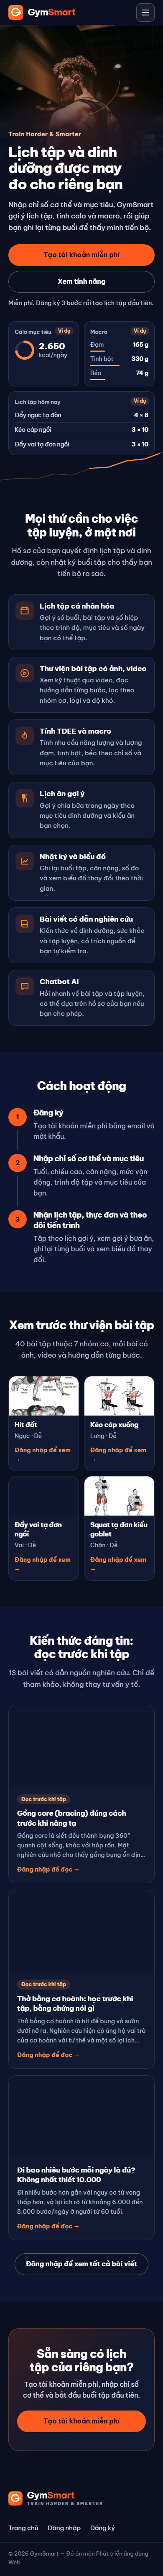 GymSmart
Train Harder & Smarter
Lịch tập và dinh
dưỡng được may
đo cho riêng bạn
Nhập chỉ số cơ thể và mục tiêu, GymSmart
gợi ý lịch tập, tính calo và macro, rồi giúp
bạn ghi lại từng buổi để thấy mình tiến bộ.
Tạo tài khoản miễn phí
Xem tính năng
Miễn phí. Đăng ký 3 bước rồi tạo lịch tập đầu tiên.
Calo mục tiêu
Ví dụ
2.650
kcal/ngày
Macro
Ví dụ
Đạm 165 g
Tinh bột 330 g
Béo 74 g
Lịch tập hôm nay
Ví dụ
Đẩy ngực tạ đòn 4 × 8
Kéo cáp ngồi 3 × 10
Đẩy vai tạ đơn ngồi 3 × 10
Mọi thứ cần cho việc
tập luyện, ở một nơi
Hồ sơ của bạn quyết định lịch tập và dinh
dưỡng, còn nhật ký buổi tập cho bạn thấy
tiến bộ ra sao.
Lịch tập cá nhân hóa
Gợi ý số buổi, bài tập và số hiệp
theo trình độ, mục tiêu và số ngày
bạn có thể tập.
Thư viện bài tập có ảnh, video
Xem kỹ thuật qua video, đọc
hướng dẫn từng bước, lọc theo
nhóm cơ, loại và độ khó.
Tính TDEE và macro
Tính nhu cầu năng lượng và lượng
đạm, tinh bột, béo theo chỉ số và
mục tiêu của bạn.
Lịch ăn gợi ý
Gợi ý chia bữa trong ngày theo
mục tiêu dinh dưỡng và kiểu ăn
bạn chọn.
Nhật ký và biểu đồ
Ghi lại buổi tập, cân nặng, số đo
và xem biểu đồ thay đổi theo thời
gian.
Bài viết có dẫn nghiên cứu
Kiến thức về dinh dưỡng, sức khỏe
và tập luyện, có trích nguồn để
bạn tự kiểm tra.
Chatbot AI
Hỏi nhanh về bài tập và tập luyện,
có thể dựa trên hồ sơ của bạn nếu
bạn cho phép.
Cách hoạt động
1
Đăng ký
Tạo tài khoản miễn phí bằng email và
mật khẩu.
2
Nhập chỉ số cơ thể và mục tiêu
Tuổi, chiều cao, cân nặng, mức vận
động, trình độ tập và mục tiêu của
bạn.
3
Nhận lịch tập, thực đơn và theo
dõi tiến trình
Tập theo lịch gợi ý, xem gợi ý bữa ăn,
ghi lại từng buổi và xem biểu đồ thay
đổi.
Xem trước thư viện bài tập
40 bài tập thuộc 7 nhóm cơ, mỗi bài có
ảnh, video và hướng dẫn từng bước.
Hít đất
Ngực · Dễ
Đăng nhập để xem
→
Kéo cáp xuống
Lưng · Dễ
Đăng nhập để xem
→
Đẩy vai tạ đơn
ngồi
Vai · Dễ
Đăng nhập để xem
→
Squat tạ đơn kiểu
goblet
Chân · Dễ
Đăng nhập để xem
→
Kiến thức đáng tin:
đọc trước khi tập
13 bài viết có dẫn nguồn nghiên cứu. Chỉ để
tham khảo, không thay tư vấn y tế.
Đọc trước khi tập
Gồng core (bracing) đúng cách
trước khi nâng tạ
Gồng core là siết đều thành bụng 360°
quanh cột sống, khác với hóp rốn. Một
nghiên cứu nhỏ cho thấy gồng bụng ổn địn...
Đăng nhập để đọc →
Đọc trước khi tập
Thở bằng cơ hoành: học trước khi
tập, bằng chứng nói gì
Thở bằng cơ hoành là hít để bụng và sườn
dưới nở ra. Nghiên cứu hiện có ủng hộ vai trò
của cơ hoành với tư thế và một số lợi ích...
Đăng nhập để đọc →
Đi bao nhiêu bước mỗi ngày là đủ?
Không nhất thiết 10.000
Đi nhiều bước hơn gắn với nguy cơ tử vong
thấp hơn, và lợi ích rõ từ khoảng 6.000 đến
8.000 bước/ngày ở người từ 60 tuổi.
Đăng nhập để đọc →
Đăng nhập để xem tất cả bài viết
Sẵn sàng có lịch
tập của riêng bạn?
Tạo tài khoản miễn phí, nhập chỉ số
cơ thể và bắt đầu buổi tập đầu tiên.
Tạo tài khoản miễn phí
GymSmart
TRAIN HARDER & SMARTER
Trang chủ Đăng nhập Đăng ký
© 2026 GymSmart — Đồ án môn Phát triển ứng dụng
Web